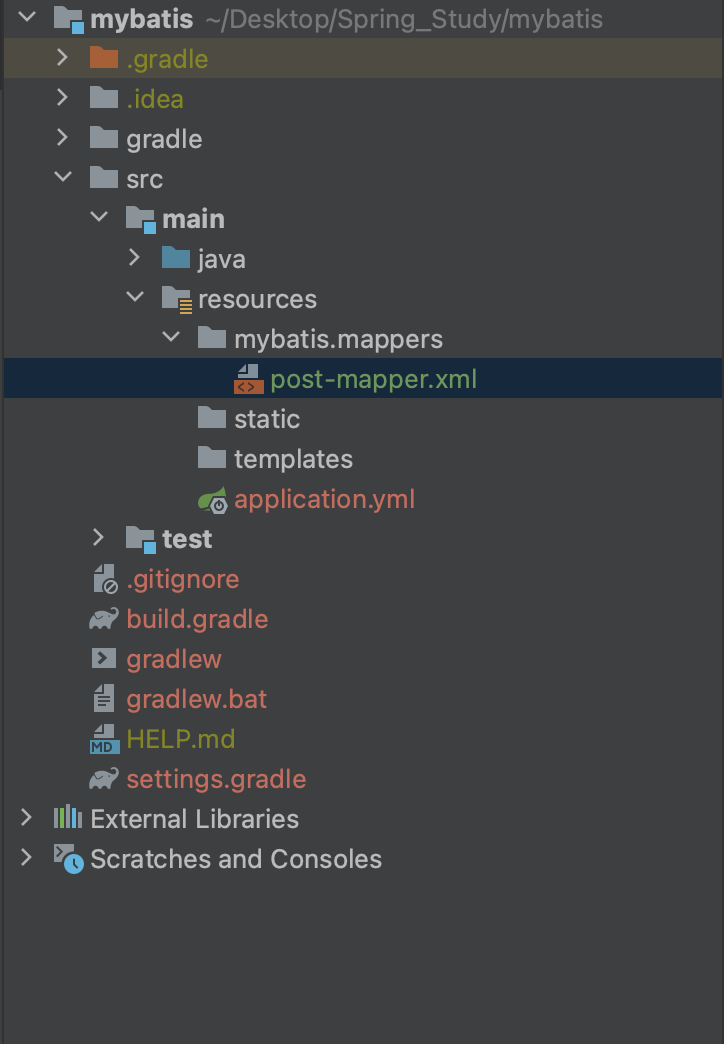 mybatis ~/Desktop/Spring_Study/mybatis
.gradle
.idea
gradle
src
main
java
resources
mybatis.mappers
post-mapper.xml
static
templates
application.yml
test
.gitignore
build.gradle
gradlew
gradlew.bat
MD HELP.md
settings.gradle
External Libraries
Scratches and Consoles